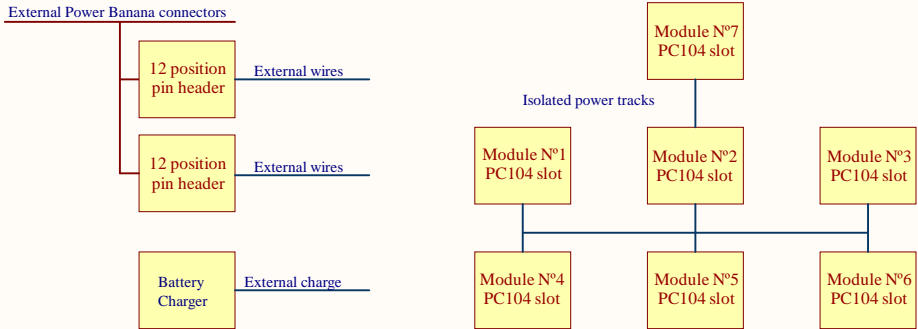 External Power Banana connectors
12 position
pin header
External wires
12 position
pin header
External wires
Battery
Charger
External charge
Module Nº7
PC104 slot
Isolated power tracks
Module Nº1
PC104 slot
Module Nº2
PC104 slot
Module Nº3
PC104 slot
Module Nº4
PC104 slot
Module Nº5
PC104 slot
Module Nº6
PC104 slot